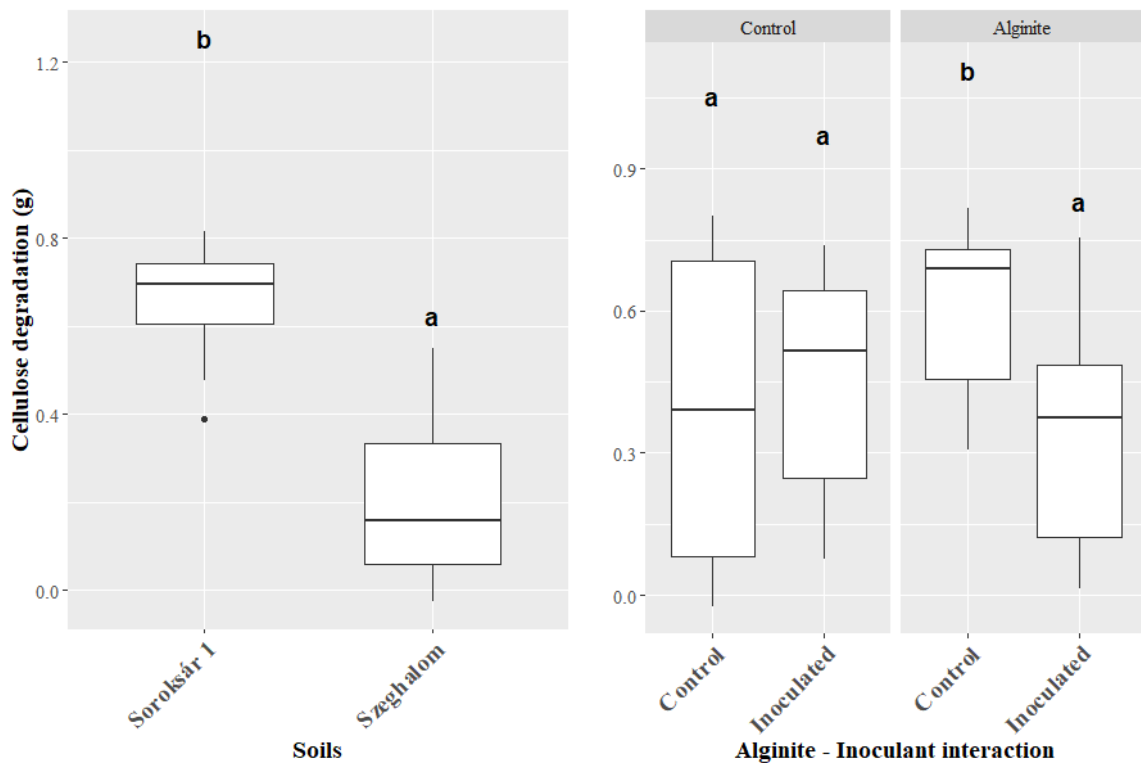 Cellulose degradation (g)
1.2
0.8
0.4
0.0
b
a
Soroksár 1
Szeghalom
Soils
Control
Alginite
0.9
0.6
0.3
0.0
a
a
b
a
Control
Inoculated
Control
Inoculated
Alginite - Inoculant interaction